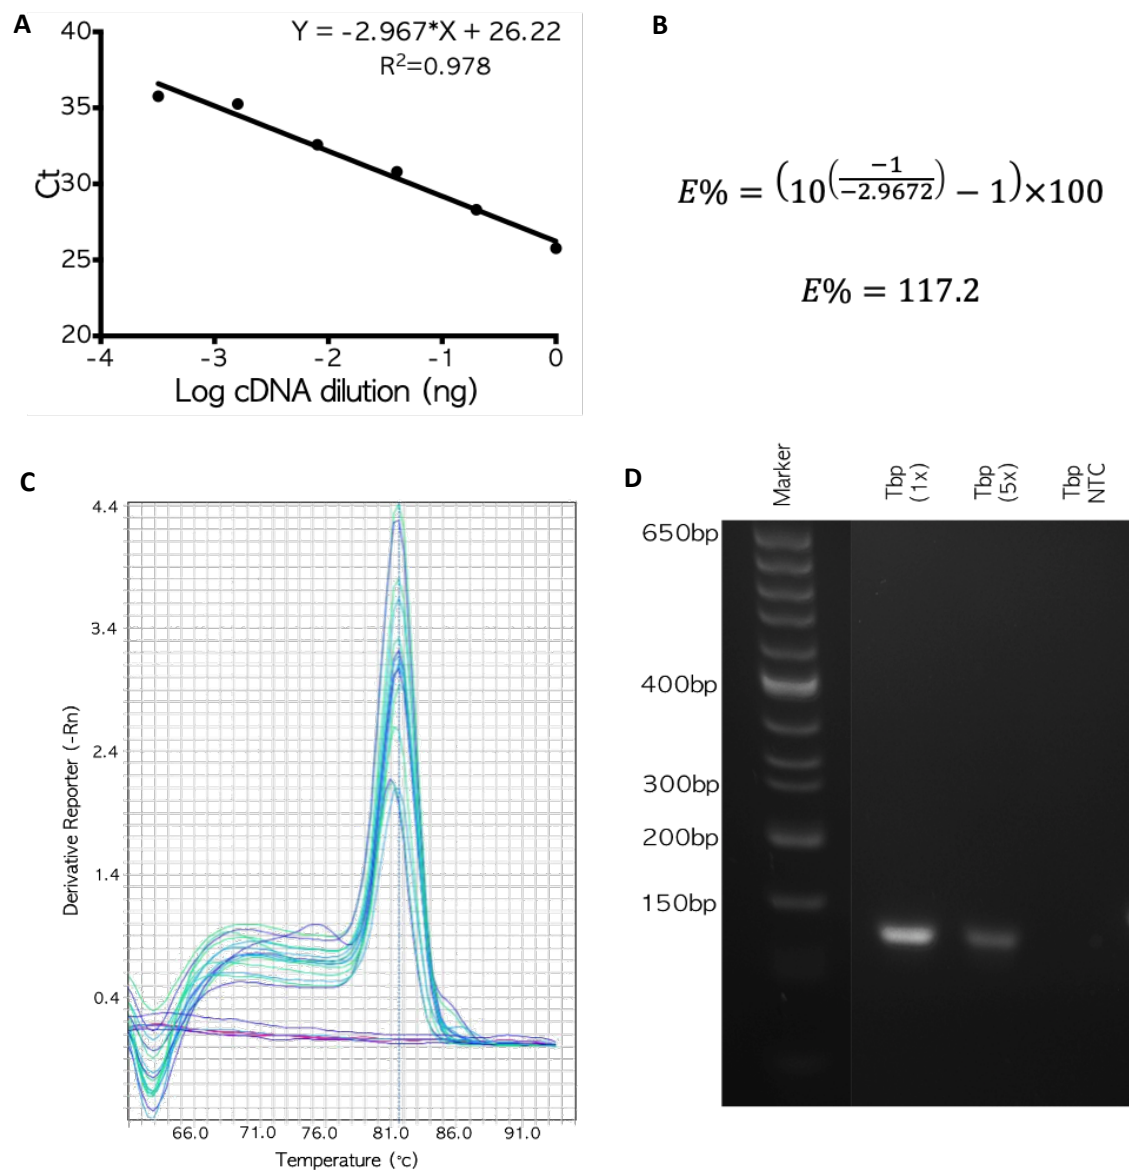 A
Y = -2.967*X + 26.22
R²=0.978
40
35
30
25
20
Ct
-4 -3 -2 -1 0
Log cDNA dilution (ng)
B
E% = (10^(-1/-2.9672) − 1)×100
E% = 117.2
C
4.4
3.4
2.4
1.4
0.4
Derivative Reporter (-Rn)
66.0 71.0 76.0 81.0 86.0 91.0
Temperature (°c)
D
Marker
Tbp
(1x)
Tbp
(5x)
Tbp
NTC
650bp
400bp
300bp
200bp
150bp